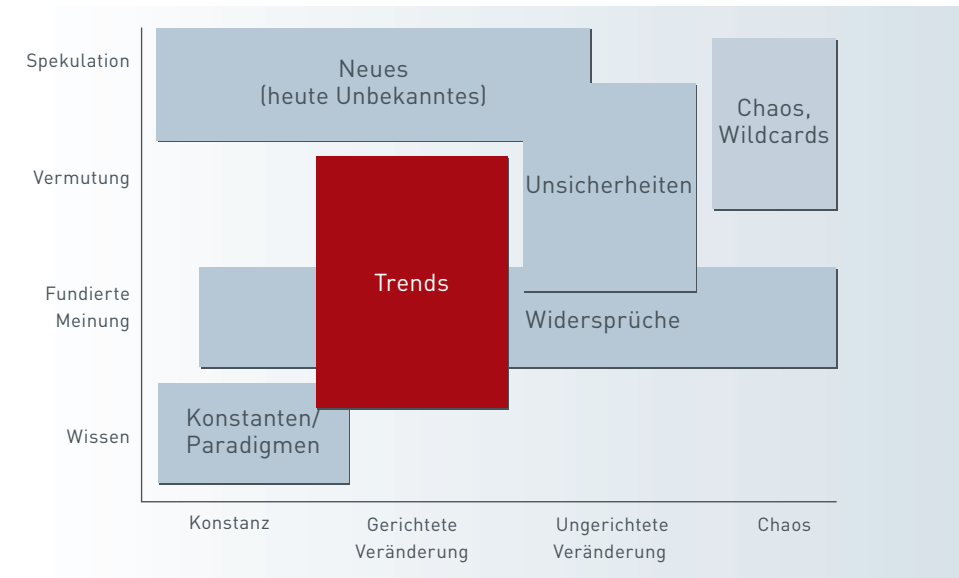 Spekulation
Neues
(heute Unbekanntes)
Chaos,
Wildcards
Vermutung
Unsicherheiten
Trends
Fundierte
Meinung
Widersprüche
Konstanten/
Paradigmen
Wissen
Konstanz
Gerichtete
Veränderung
Ungerichtete
Veränderung
Chaos